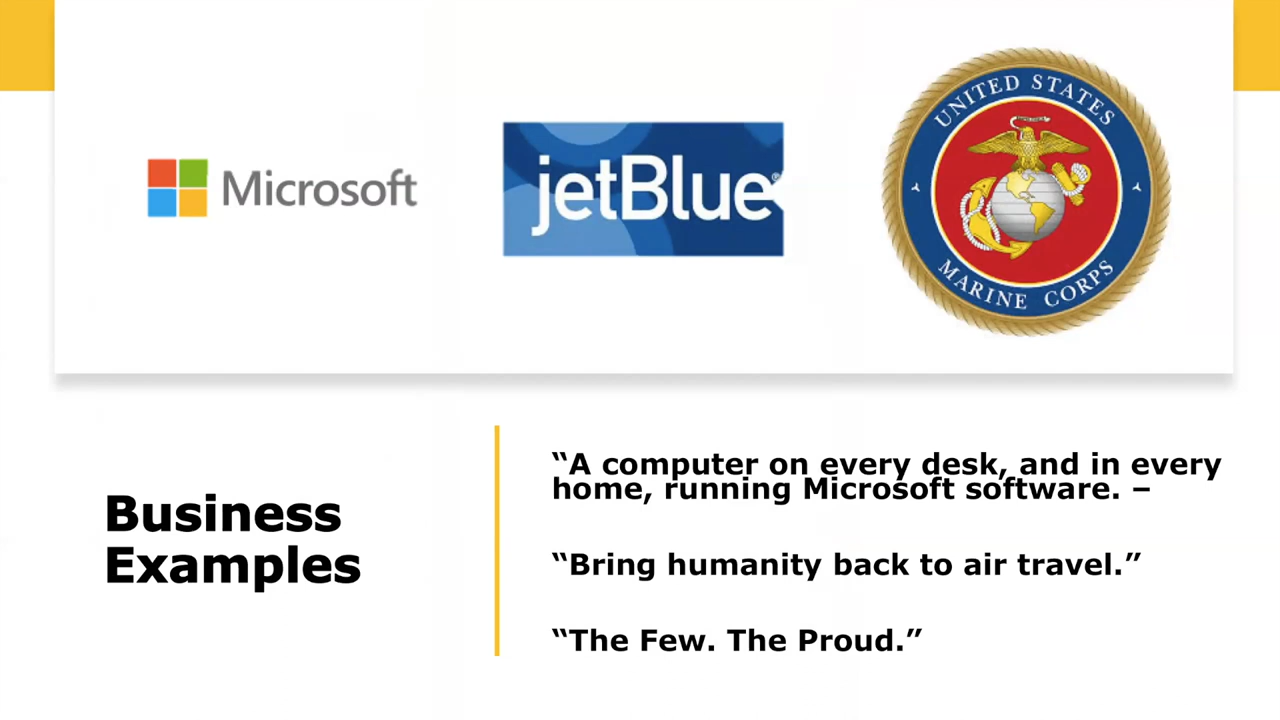 Microsoft
jetBlue®
UNITED STATES
MARINE CORPS
Business
Examples
“A computer on every desk, and in every
home, running Microsoft software. –
“Bring humanity back to air travel.”
“The Few. The Proud.”